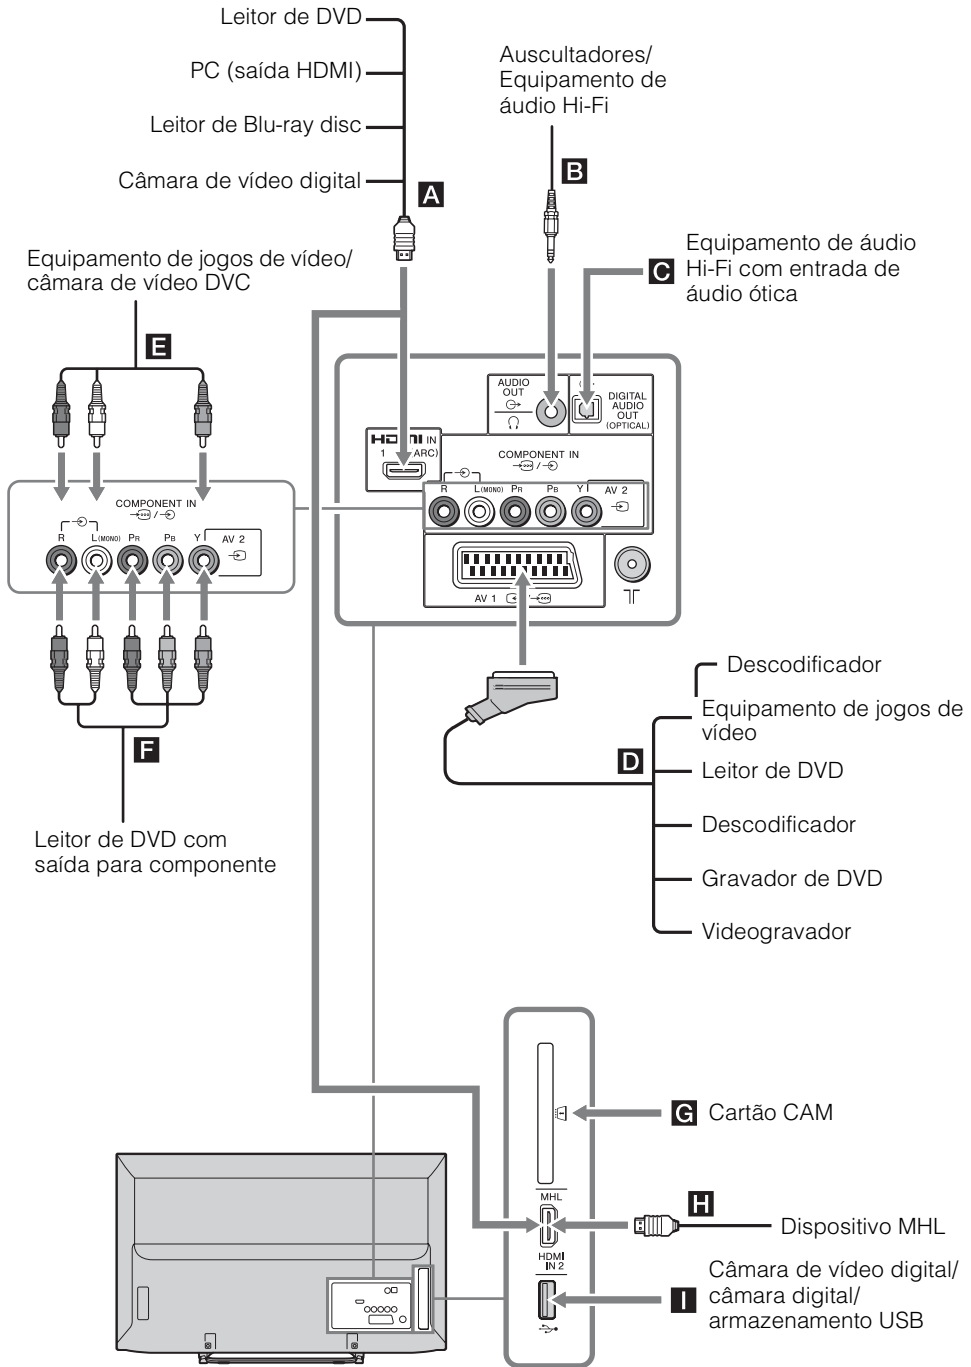 Leitor de DVD
PC (saída HDMI)
Leitor de Blu-ray disc
Câmara de vídeo digital
A
Auscultadores/
Equipamento de
áudio Hi-Fi
B
Equipamento de áudio
Hi-Fi com entrada de
áudio ótica
C
Equipamento de jogos de vídeo/
câmara de vídeo DVC
E
AUDIO
OUT
DIGITAL
AUDIO
OUT
(OPTICAL)
HDMI IN
1 ARC)
COMPONENT IN
R L(MONO) PR PB Y AV 2
AV 1
COMPONENT IN
R L(MONO) PR PB Y AV 2
F
Leitor de DVD com
saída para componente
D
Descodificador
Equipamento de jogos de
vídeo
Leitor de DVD
Descodificador
Gravador de DVD
Videogravador
G Cartão CAM
MHL
H
Dispositivo MHL
HDMI
IN 2
I
Câmara de vídeo digital/
câmara digital/
armazenamento USB